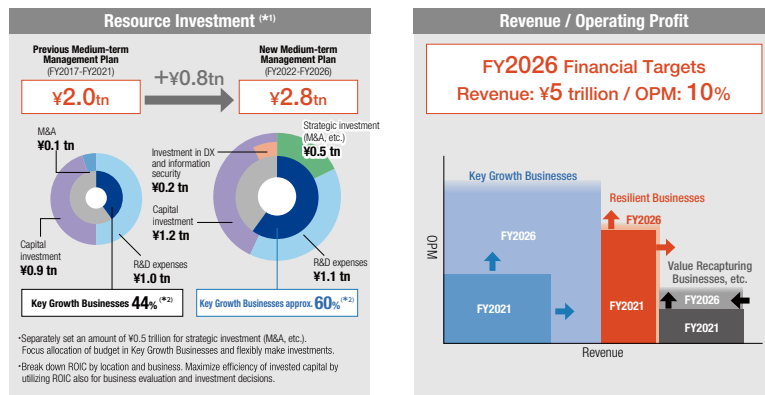 Resource Investment (*1)
Previous Medium-term
Management Plan
(FY2017-FY2021)
¥2.0tn
+¥0.8tn
New Medium-term
Management Plan
(FY2022-FY2026)
¥2.8tn
M&A
¥0.1 tn
Capital
investment
¥0.9 tn
R&D expenses
¥1.0 tn
Key Growth Businesses 44% (*2)
Strategic investment
(M&A, etc.)
¥0.5 tn
Investment in DX
and information
security
¥0.2 tn
Capital
investment
¥1.2 tn
R&D expenses
¥1.1 tn
Key Growth Businesses approx. 60% (*2)
•Separately set an amount of ¥0.5 trillion for strategic investment (M&A, etc.).
Focus allocation of budget in Key Growth Businesses and flexibly make investments.
•Break down ROIC by location and business. Maximize efficiency of invested capital by
utilizing ROIC also for business evaluation and investment decisions.
Revenue / Operating Profit
FY2026 Financial Targets
Revenue: ¥5 trillion / OPM: 10%
OPM
Key Growth Businesses
FY2026
FY2021
Resilient Businesses
FY2026
FY2021
Value Recapturing
Businesses, etc.
FY2026
FY2021
Revenue